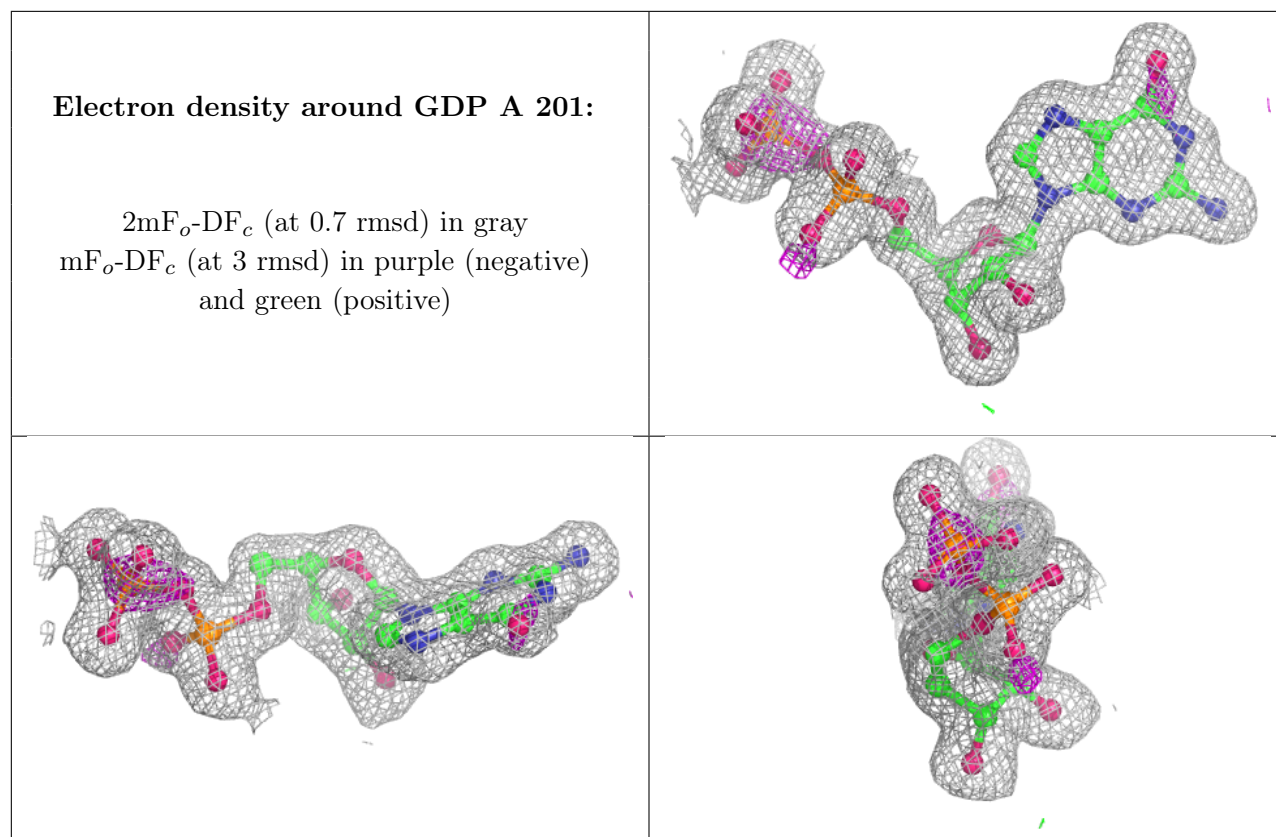 Electron density around GDP A 201:
2mFo-DFc (at 0.7 rmsd) in gray
mFo-DFc (at 3 rmsd) in purple (negative)
and green (positive)